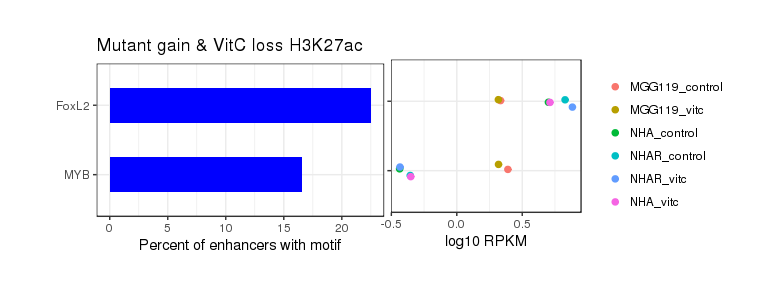 Mutant gain & VitC loss H3K27ac
FoxL2
MYB
0 5 10 15 20
Percent of enhancers with motif
-0.5 0.0 0.5
log10 RPKM
MGG119_control
MGG119_vitc
NHA_control
NHAR_control
NHAR_vitc
NHA_vitc